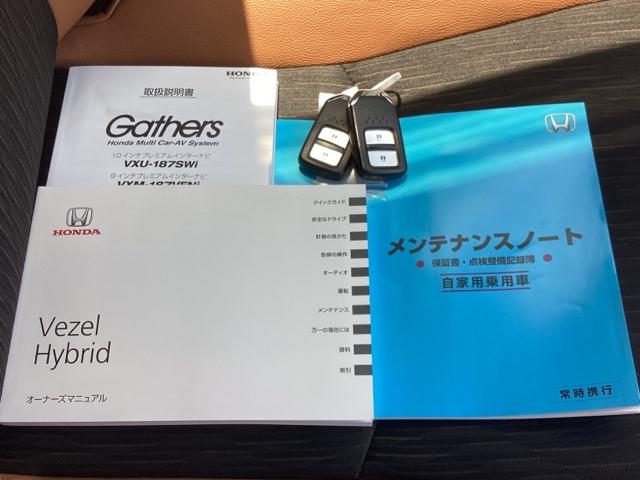 HONDA
取扱説明書
Gathers
Honda Multi Car-AV System
10インチプレミアムインターナビ
VXU-187SWi
9インチプレミアムインターナビ
VXM-187VFNi
HONDA
Vezel
Hybrid
オーナーズマニュアル
クイックガイド
安全なドライブ
計器の見かた
各部の操作
オーディオ
運転
メンテナンス
万一の場合には
資料
索引
メンテナンスノート
保証書・点検整備記録簿
自家用乗用車
常時携行